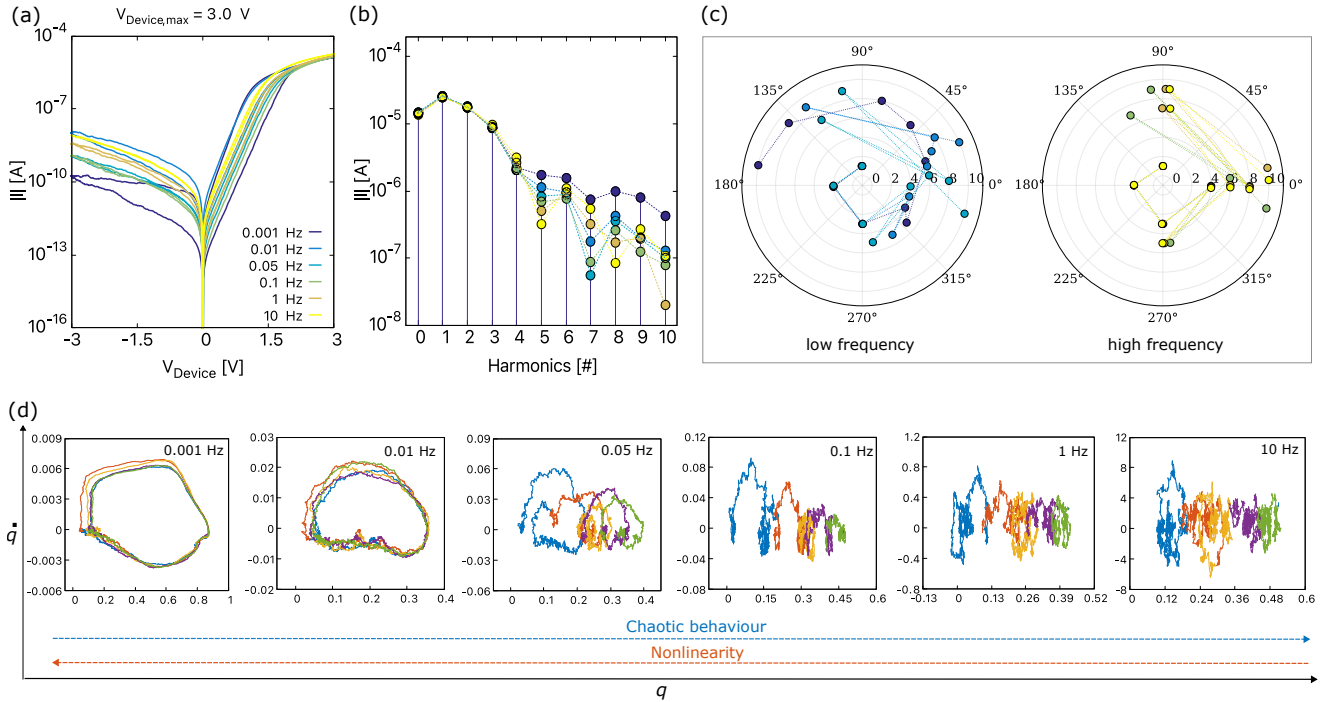 (a)
V_Device,max = 3.0 V
|I| [A]
10^-4
10^-7
10^-10
10^-13
10^-16
0.001 Hz
0.01 Hz
0.05 Hz
0.1 Hz
1 Hz
10 Hz
-3 -1.5 0 1.5 3
V_Device [V]
(b)
|I| [A]
10^-4
10^-5
10^-6
10^-7
10^-8
0 1 2 3 4 5 6 7 8 9 10
Harmonics [#]
(c)
90°
135° 45°
180° 0 2 4 6 8 10 0°
225° 315°
270°
low frequency
90°
135° 45°
180° 0 2 4 6 8 10 0°
225° 315°
270°
high frequency
(d)
q̇
0.001 Hz
0.009
0.006
0.003
0
-0.003
-0.006
0 0.2 0.4 0.6 0.8 1
0.01 Hz
0.03
0.02
0.01
0
-0.01
-0.02
0 0.1 0.2 0.3 0.4
0.05 Hz
0.09
0.06
0.03
0
-0.03
-0.06
0 0.1 0.2 0.3 0.4
0.1 Hz
0.12
0.08
0.04
0
-0.04
-0.08
0 0.15 0.3 0.45 0.6
1 Hz
1.2
0.8
0.4
0
-0.4
-0.8
-0.13 0 0.13 0.26 0.39 0.52
10 Hz
12
8
4
0
-4
-8
0 0.12 0.24 0.36 0.48 0.6
Chaotic behaviour
Nonlinearity
q